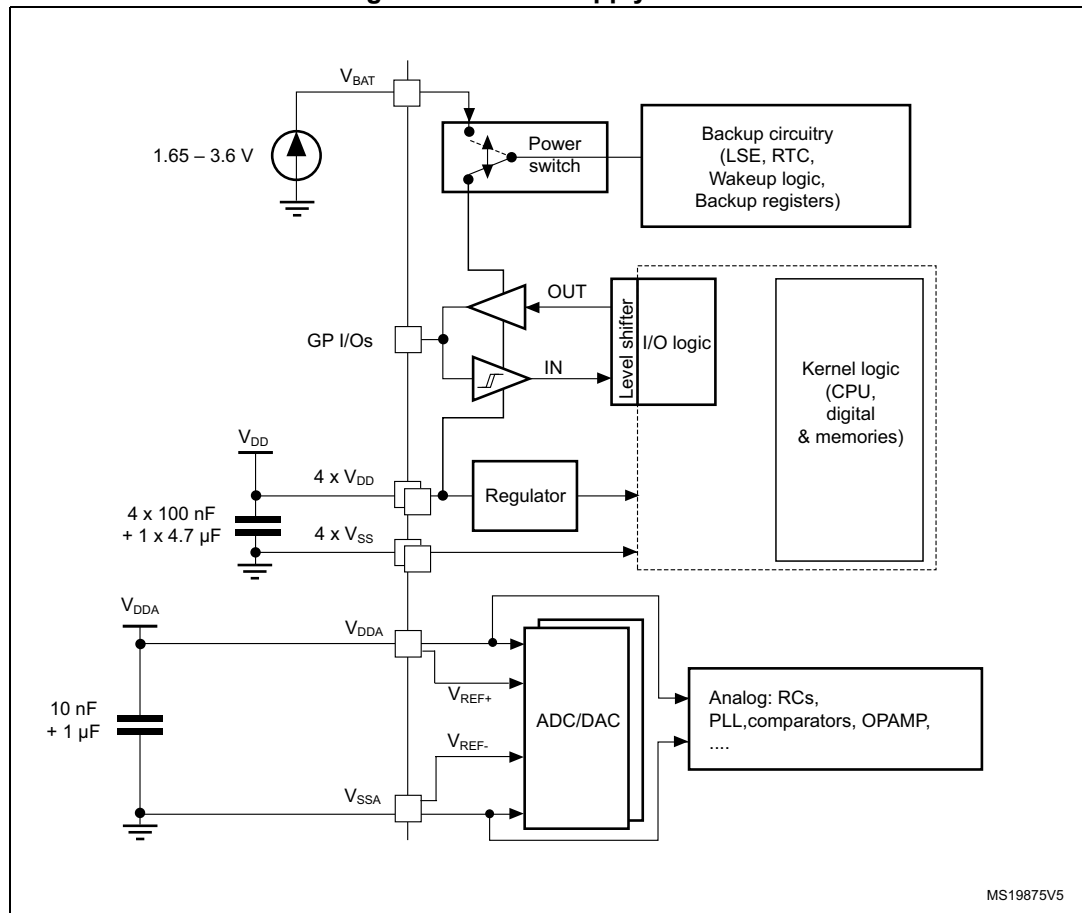 V_BAT
1.65 – 3.6 V
Power
switch
Backup circuitry
(LSE, RTC,
Wakeup logic,
Backup registers)
OUT
GP I/Os
IN
Level shifter
I/O logic
Kernel logic
(CPU,
digital
& memories)
V_DD
4 x V_DD
Regulator
4 x 100 nF
+ 1 x 4.7 µF
4 x V_SS
V_DDA
V_DDA
V_REF+
ADC/DAC
Analog: RCs,
PLL,comparators, OPAMP,
....
10 nF
+ 1 µF
V_REF-
V_SSA
MS19875V5